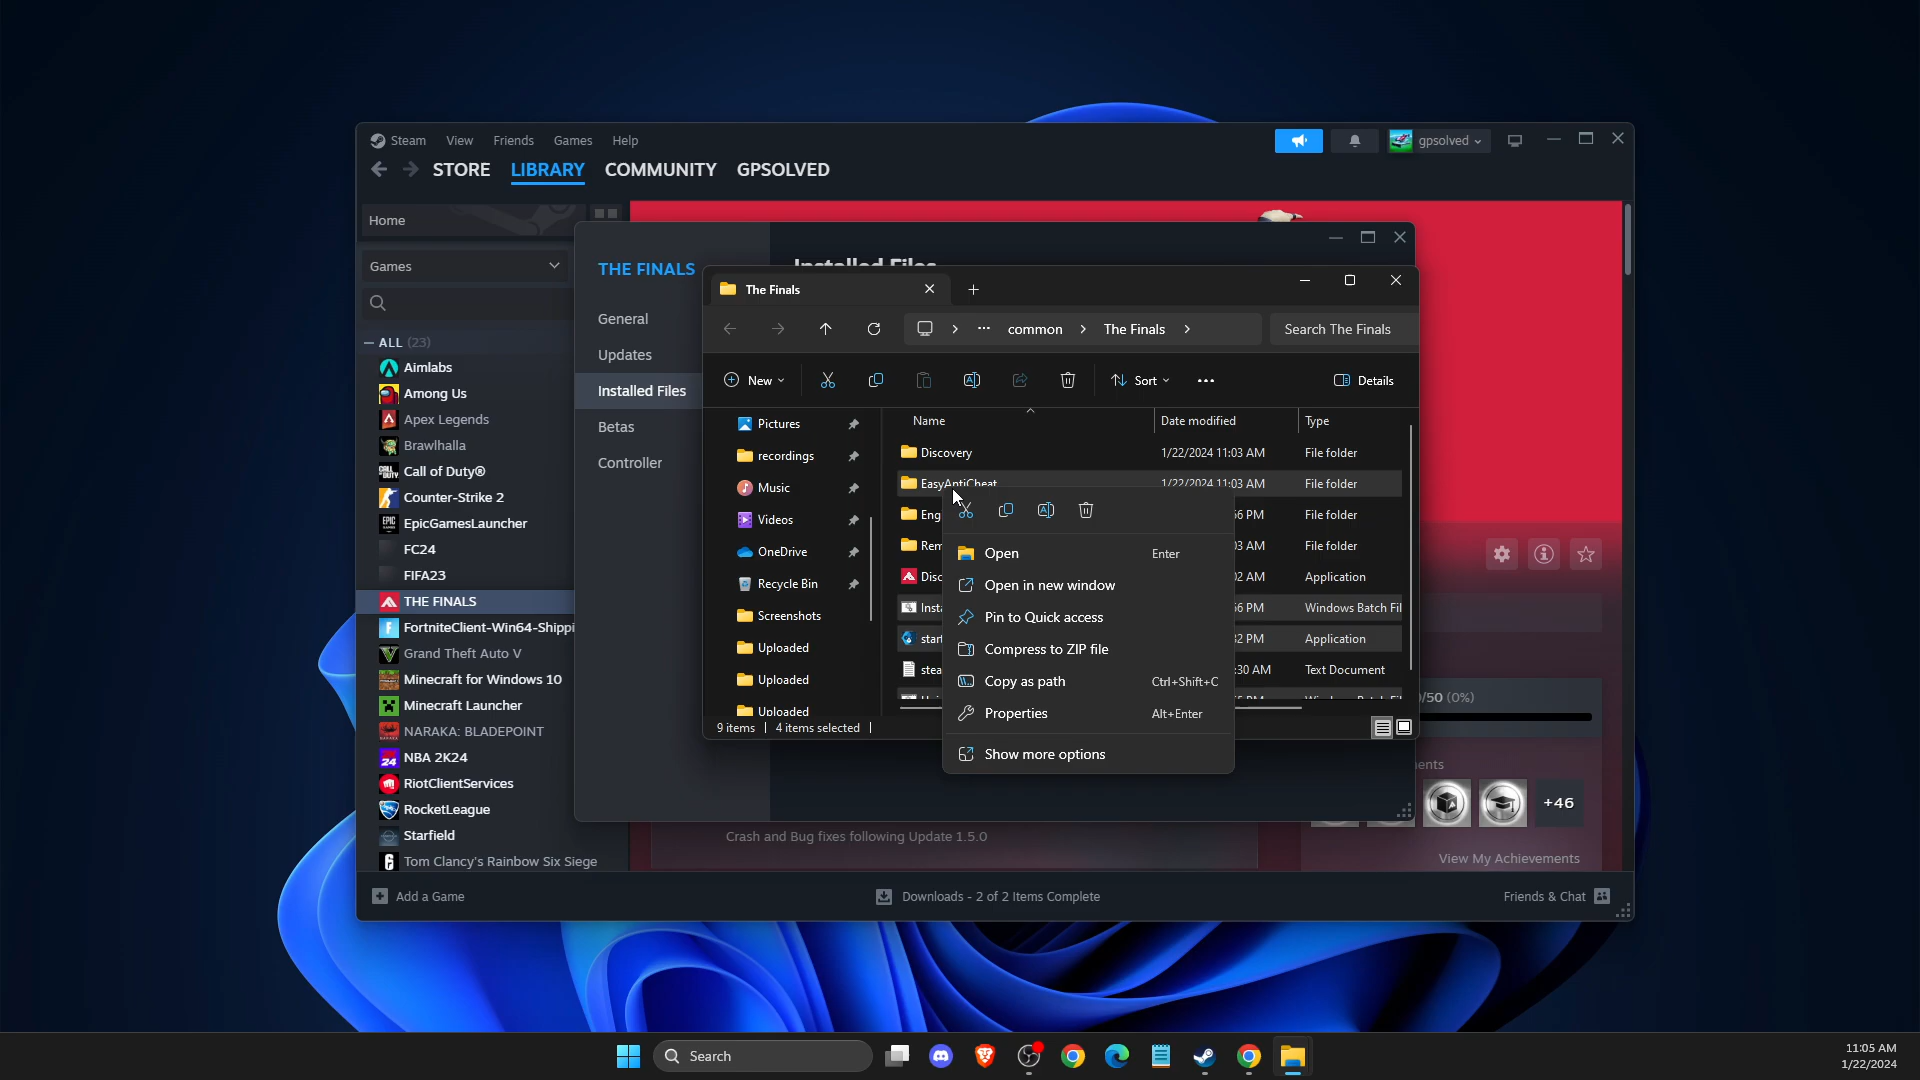 Steam View Friends Games Help
gpsolved
STORE LIBRARY COMMUNITY GPSOLVED
Home
Games
ALL (23)
Aimlabs
Among Us
Apex Legends
Brawlhalla
Call of Duty®
Counter-Strike 2
EpicGamesLauncher
FC24
FIFA23
THE FINALS
FortniteClient-Win64-Shippi
Grand Theft Auto V
Minecraft for Windows 10
Minecraft Launcher
NARAKA: BLADEPOINT
NBA 2K24
RiotClientServices
RocketLeague
Starfield
Tom Clancy's Rainbow Six Siege
THE FINALS
General
Updates
Installed Files
Betas
Controller
Installed Files
The Finals
common The Finals
Search The Finals
New
Sort
Details
Pictures
recordings
Music
Videos
OneDrive
Recycle Bin
Screenshots
Uploaded
Uploaded
Uploaded
Name Date modified Type
Discovery 1/22/2024 11:03 AM File folder
EasyAntiCheat 1/22/2024 11:03 AM File folder
Eng 56 PM File folder
Rem 03 AM File folder
Disc 02 AM Application
Insta 56 PM Windows Batch Fil
start 32 PM Application
stea :30 AM Text Document
9 items 4 items selected
Open Enter
Open in new window
Pin to Quick access
Compress to ZIP file
Copy as path Ctrl+Shift+C
Properties Alt+Enter
Show more options
/50 (0%)
ents
+46
View My Achievements
Crash and Bug fixes following Update 1.5.0
Add a Game
Downloads - 2 of 2 Items Complete
Friends & Chat
Search
11:05 AM
1/22/2024